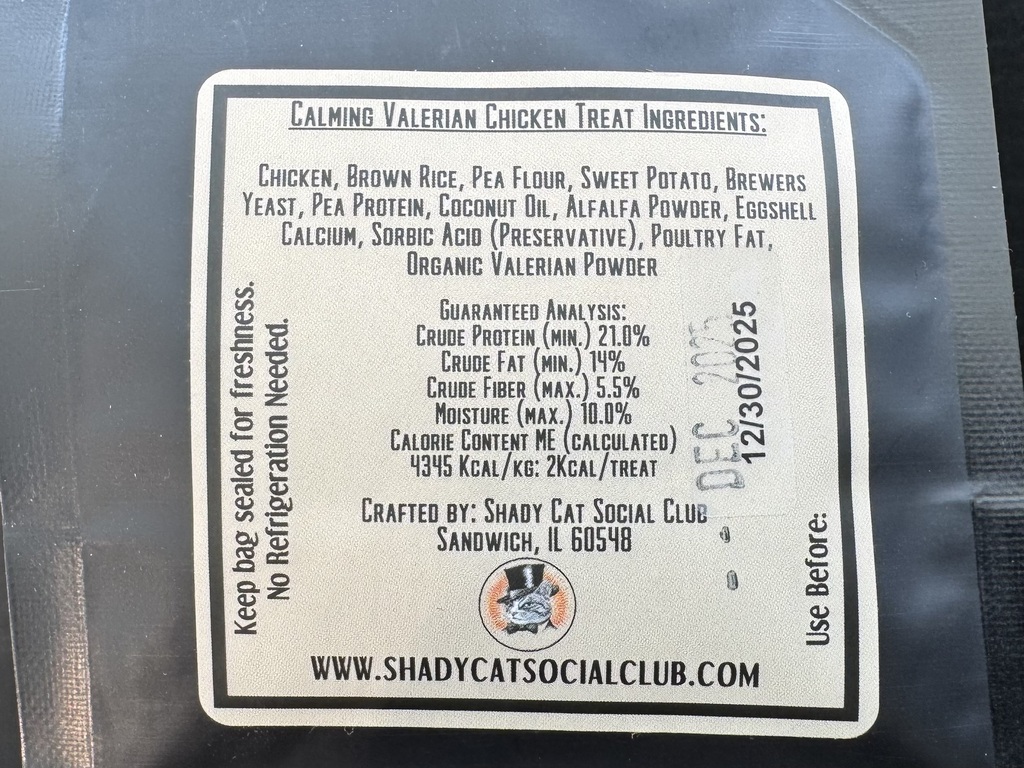 CALMING VALERIAN CHICKEN TREAT INGREDIENTS:
CHICKEN, BROWN RICE, PEA FLOUR, SWEET POTATO, BREWERS
YEAST, PEA PROTEIN, COCONUT OIL, ALFALFA POWDER, EGGSHELL
CALCIUM, SORBIC ACID (PRESERVATIVE), POULTRY FAT,
ORGANIC VALERIAN POWDER
GUARANTEED ANALYSIS:
CRUDE PROTEIN (MIN.) 21.0%
CRUDE FAT (MIN.) 14%
CRUDE FIBER (MAX.) 5.5%
MOISTURE (MAX.) 10.0%
CALORIE CONTENT ME (CALCULATED)
4345 KCAL/KG: 2KCAL/TREAT
CRAFTED BY: SHADY CAT SOCIAL CLUB
SANDWICH, IL 60548
WWW.SHADYCATSOCIALCLUB.COM
Keep bag sealed for freshness.
No Refrigeration Needed.
DEC 2025
12/30/2025
Use Before: